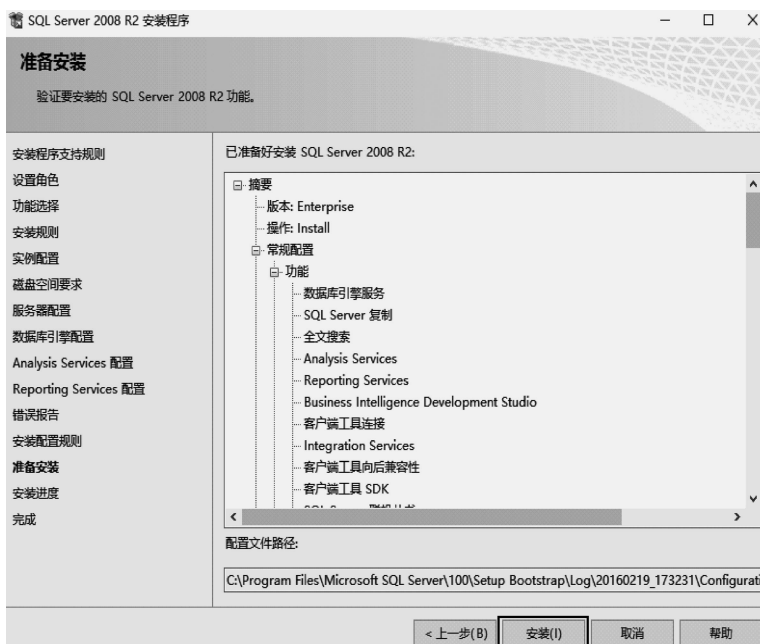 SQL Server 2008 R2 安装程序
准备安装
验证要安装的 SQL Server 2008 R2 功能。
安装程序支持规则
设置角色
功能选择
安装规则
实例配置
磁盘空间要求
服务器配置
数据库引擎配置
Analysis Services 配置
Reporting Services 配置
错误报告
安装配置规则
准备安装
安装进度
完成
已准备好安装 SQL Server 2008 R2:
摘要
版本: Enterprise
操作: Install
常规配置
功能
数据库引擎服务
SQL Server 复制
全文搜索
Analysis Services
Reporting Services
Business Intelligence Development Studio
客户端工具连接
Integration Services
客户端工具向后兼容性
客户端工具 SDK
配置文件路径:
C:\Program Files\Microsoft SQL Server\100\Setup Bootstrap\Log\20160219_173231\Configurati
< 上一步(B)
安装(I)
取消
帮助